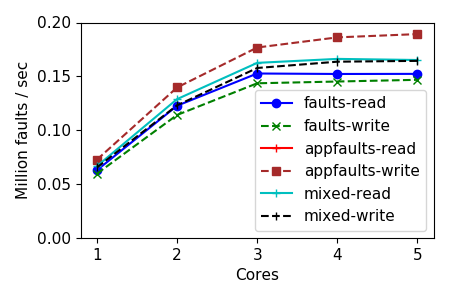 0.20
0.15
0.10
0.05
0.00
Million faults / sec
faults-read
faults-write
appfaults-read
appfaults-write
mixed-read
mixed-write
1 2 3 4 5
Cores